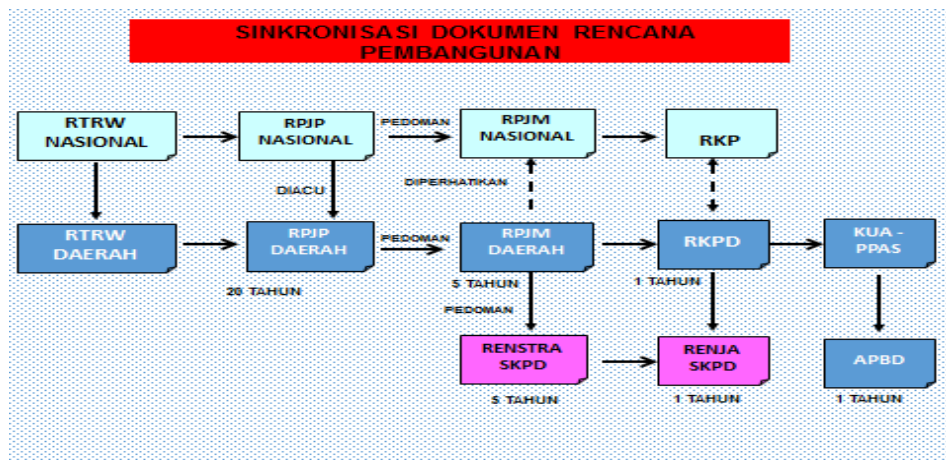 SINKRONISASI DOKUMEN RENCANA
PEMBANGUNAN
RTRW
NASIONAL
RPJP
NASIONAL
PEDOMAN
RPJM
NASIONAL
RKP
DIACU
DIPERHATIKAN
RTRW
DAERAH
RPJP
DAERAH
PEDOMAN
RPJM
DAERAH
RKPD
KUA -
PPAS
20 TAHUN
5 TAHUN
1 TAHUN
PEDOMAN
RENSTRA
SKPD
RENJA
SKPD
APBD
5 TAHUN
1 TAHUN
1 TAHUN